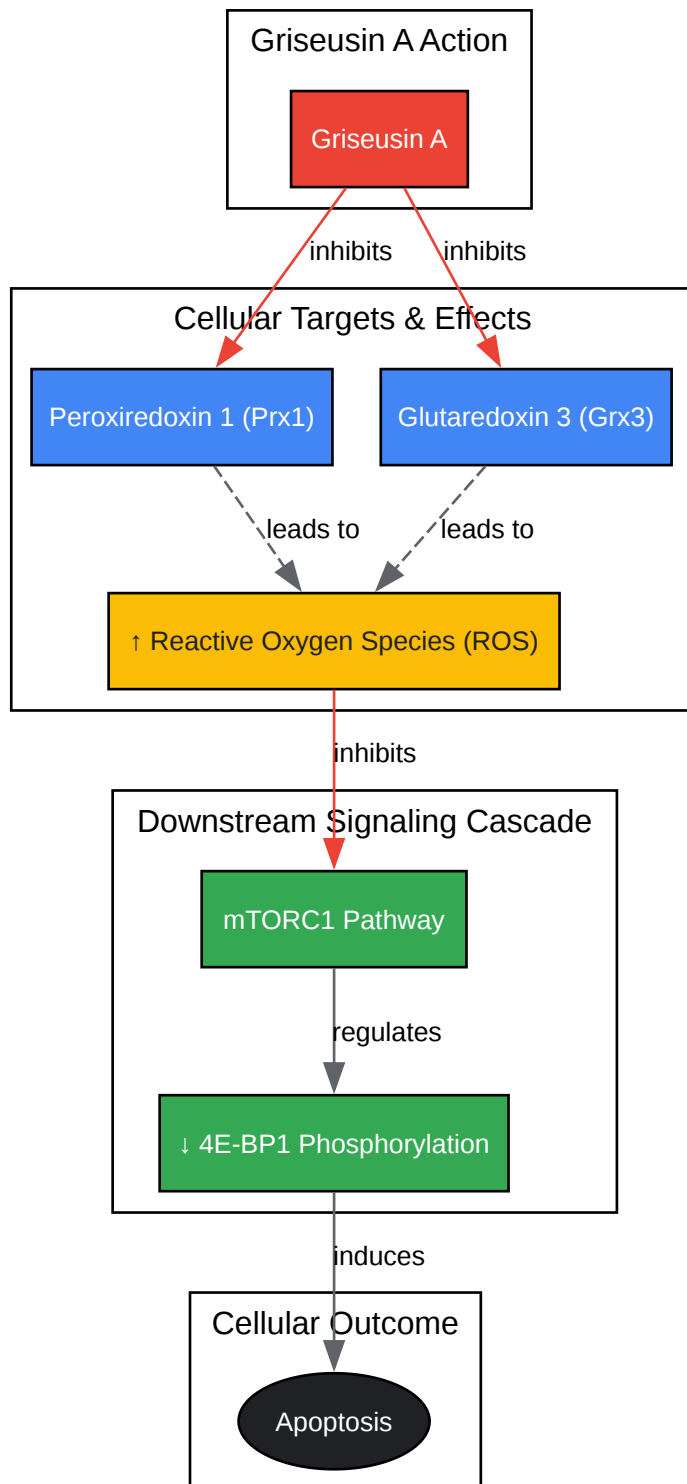 Griseusin A Action
Griseusin A
inhibits
inhibits
Cellular Targets & Effects
Peroxiredoxin 1 (Prx1)
Glutaredoxin 3 (Grx3)
leads to
leads to
↑ Reactive Oxygen Species (ROS)
inhibits
Downstream Signaling Cascade
mTORC1 Pathway
regulates
↓ 4E-BP1 Phosphorylation
induces
Cellular Outcome
Apoptosis